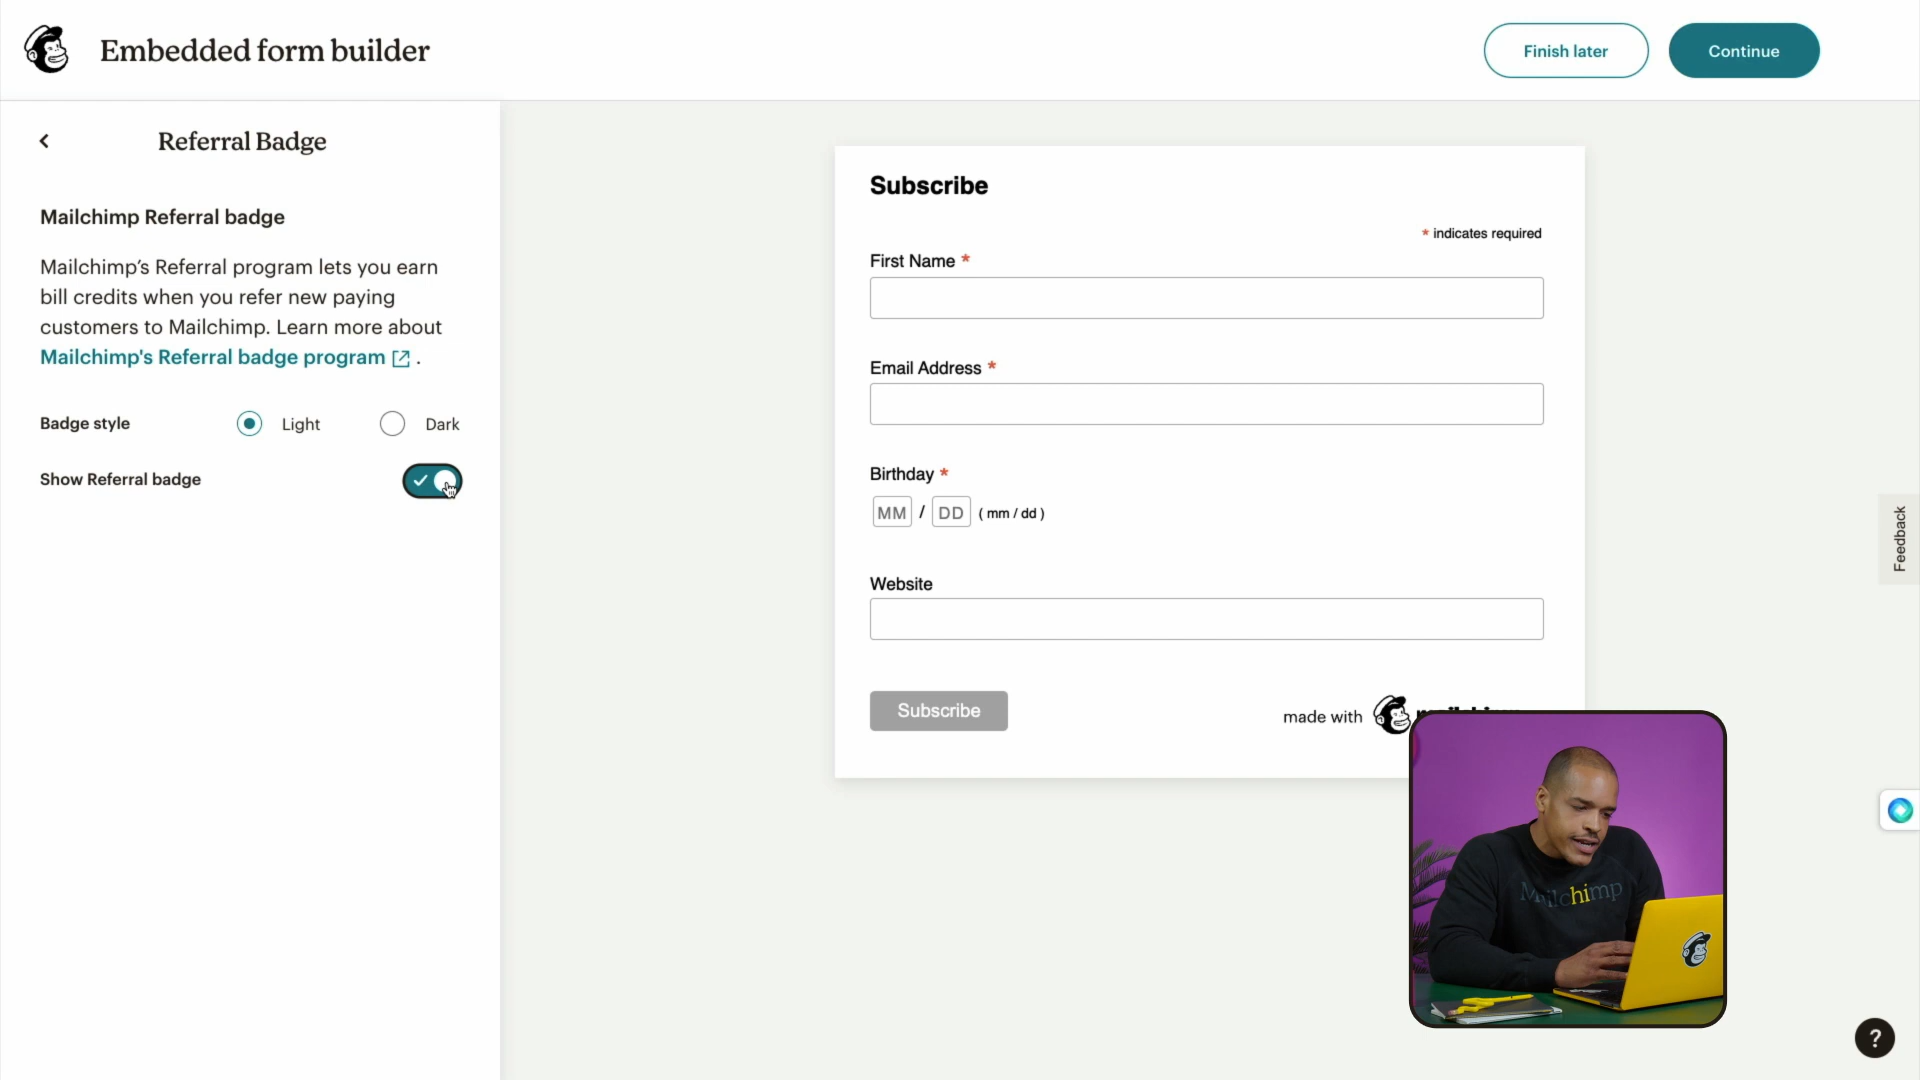 Embedded form builder
Finish later
Continue
Referral Badge
Mailchimp Referral badge
Mailchimp's Referral program lets you earn
bill credits when you refer new paying
customers to Mailchimp. Learn more about
Mailchimp's Referral badge program .
Badge style
Light
Dark
Show Referral badge
Subscribe
* indicates required
First Name *
Email Address *
Birthday *
MM / DD ( mm / dd )
Website
Subscribe
made with
Feedback
Mailchimp
?